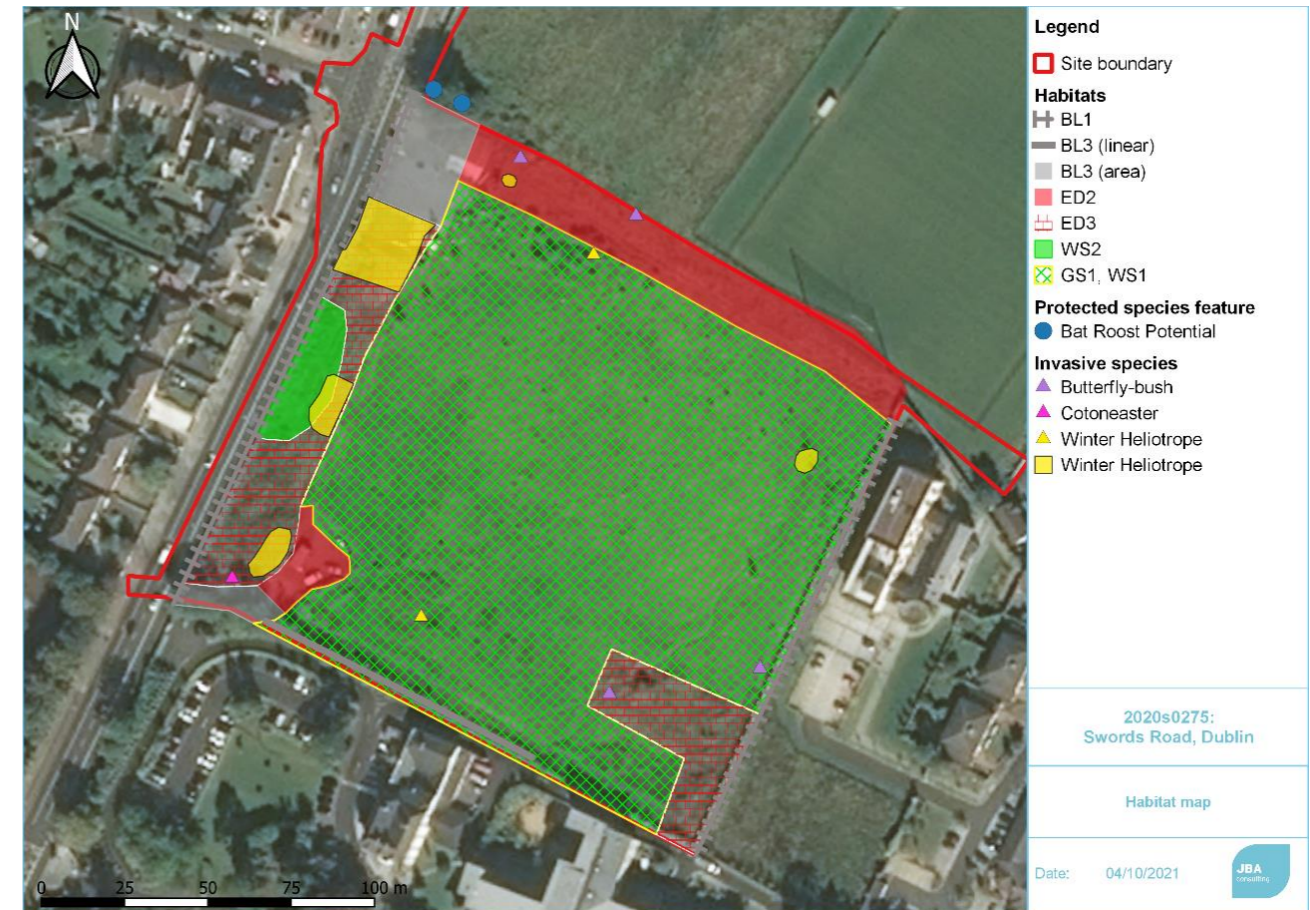 N
0 25 50 75 100 m
Legend
Site boundary
Habitats
BL1
BL3 (linear)
BL3 (area)
ED2
ED3
WS2
GS1, WS1
Protected species feature
Bat Roost Potential
Invasive species
Butterfly-bush
Cotoneaster
Winter Heliotrope
Winter Heliotrope
2020s0275:
Swords Road, Dublin
Habitat map
Date: 04/10/2021
JBA
consulting